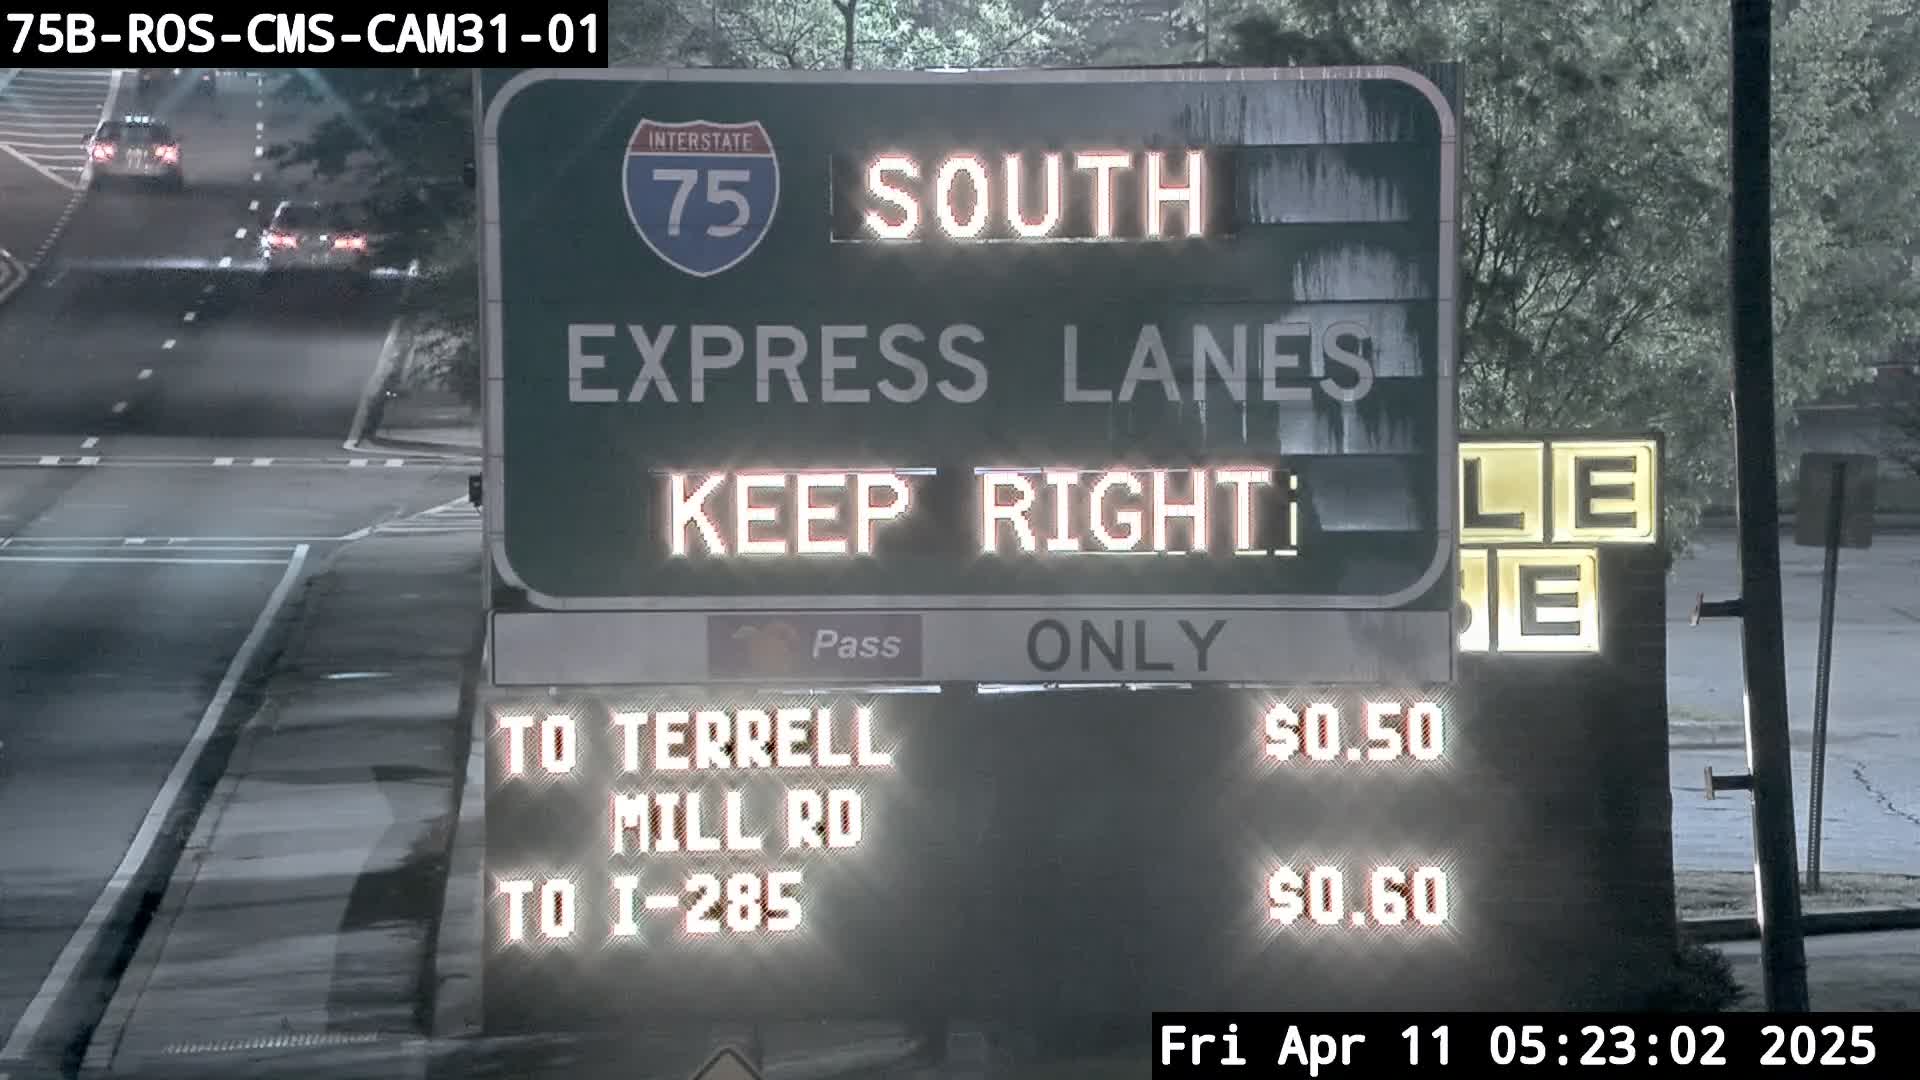 75B-ROS-CMS-CAM31-01
INTERSTATE
75
SOUTH
EXPRESS LANES
KEEP RIGHT
Pass ONLY
LE
E
TO TERRELL $0.50
MILL RD
TO I-285 $0.60
Fri Apr 11 05:23:02 2025